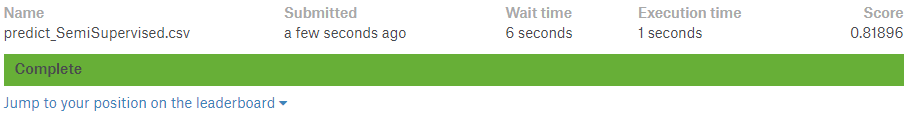 Name Submitted Wait time Execution time Score
predict_SemiSupervised.csv a few seconds ago 6 seconds 1 seconds 0.81896
Complete
Jump to your position on the leaderboard